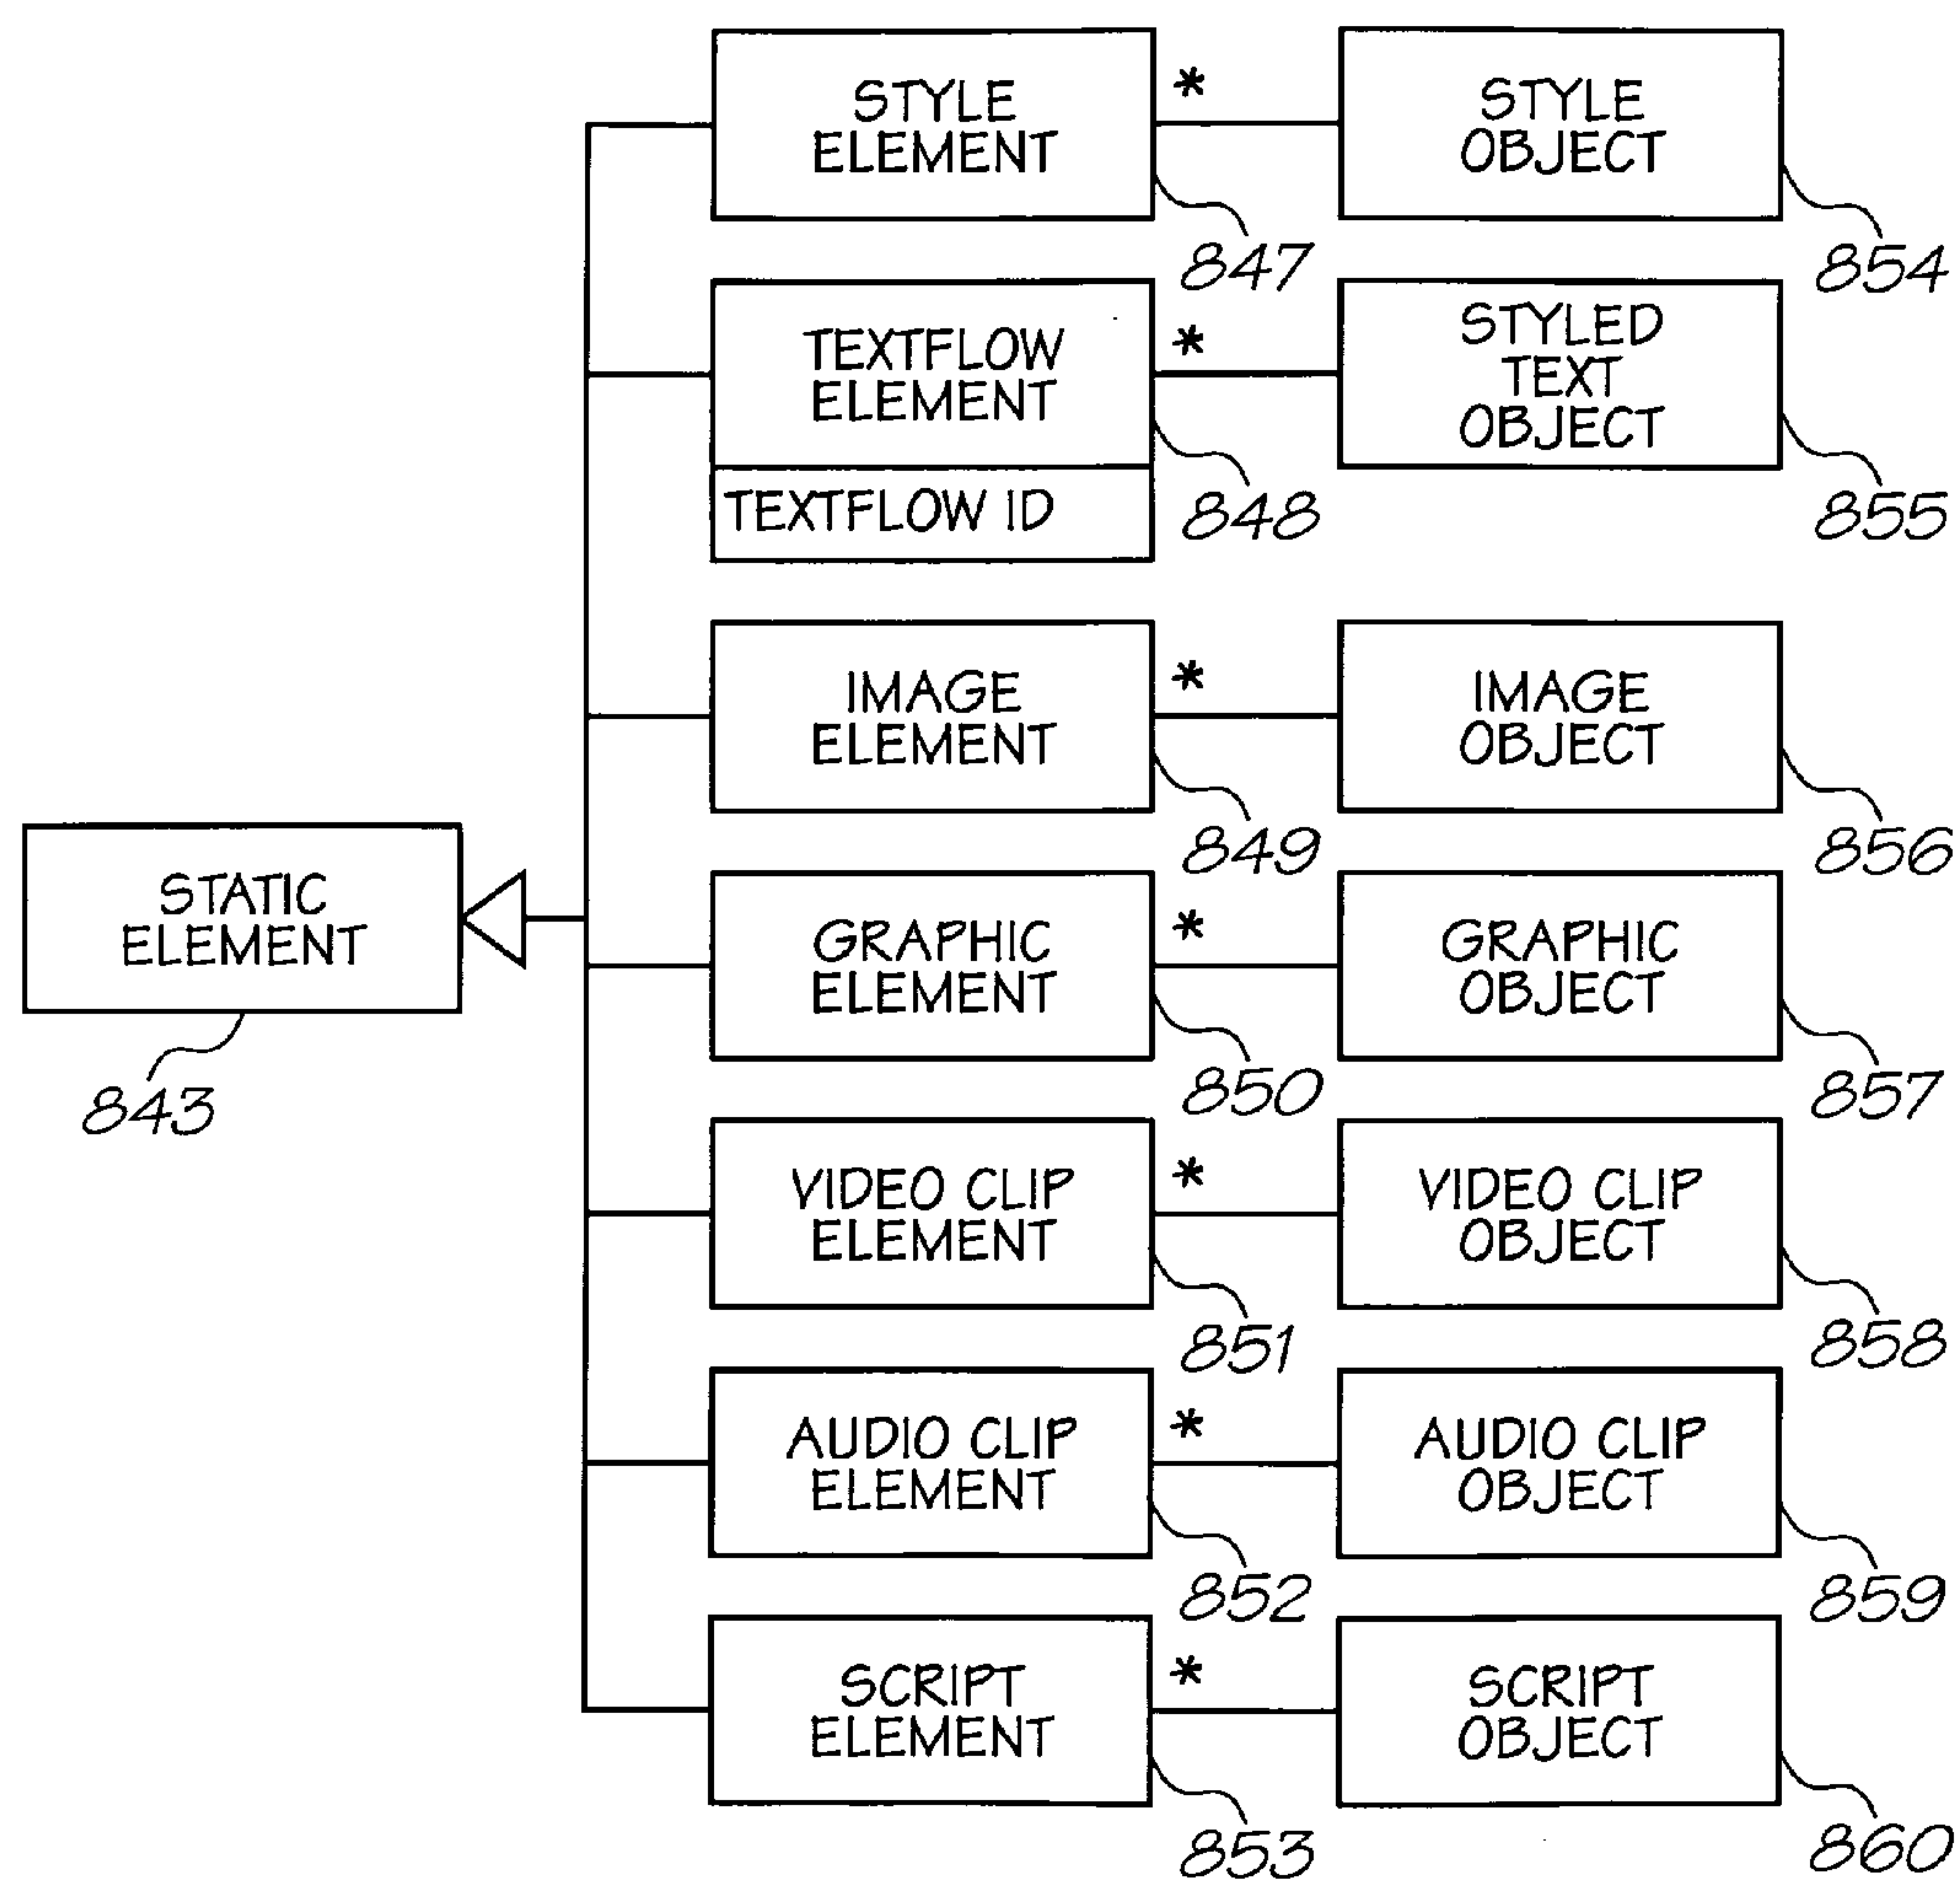 STYLE
ELEMENT
*
STYLE
OBJECT
847
854
TEXTFLOW
ELEMENT
*
STYLED
TEXT
OBJECT
TEXTFLOW ID
848
855
IMAGE
ELEMENT
*
IMAGE
OBJECT
849
856
STATIC
ELEMENT
843
GRAPHIC
ELEMENT
*
GRAPHIC
OBJECT
850
857
VIDEO CLIP
ELEMENT
*
VIDEO CLIP
OBJECT
851
858
AUDIO CLIP
ELEMENT
*
AUDIO CLIP
OBJECT
852
859
SCRIPT
ELEMENT
*
SCRIPT
OBJECT
853
860